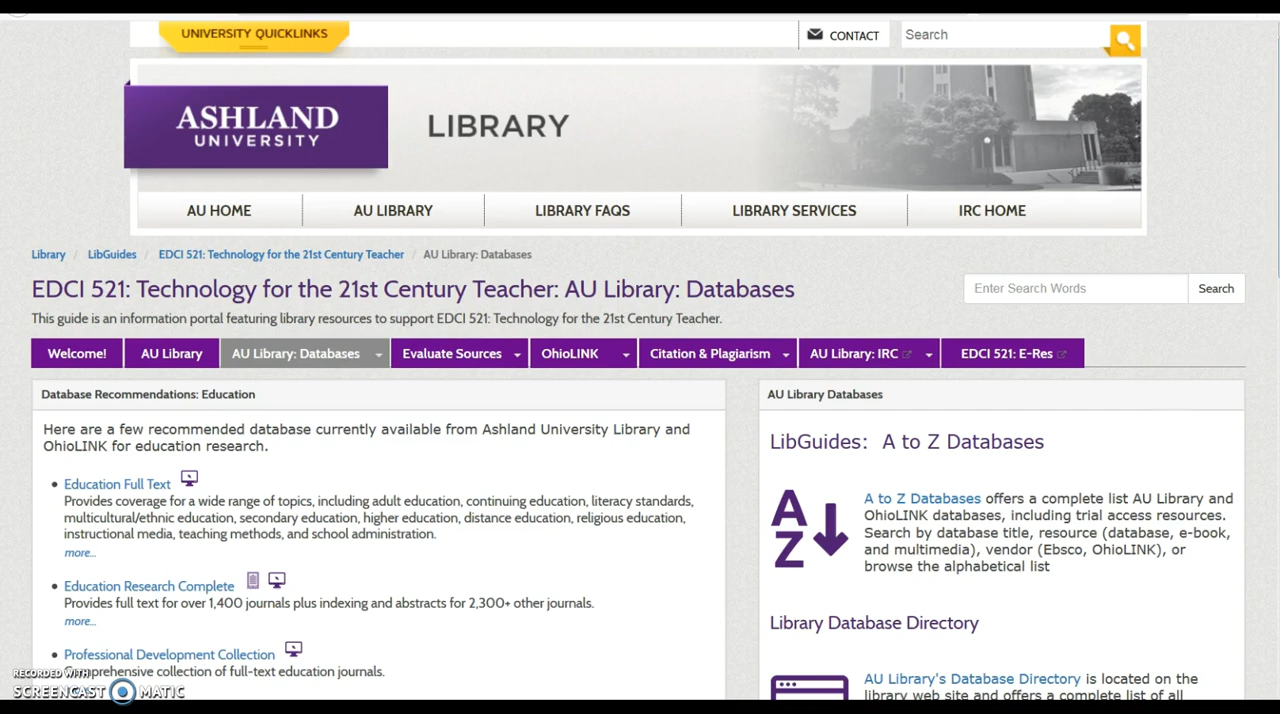 UNIVERSITY QUICKLINKS
CONTACT
Search
ASHLAND
UNIVERSITY
LIBRARY
AU HOME
AU LIBRARY
LIBRARY FAQS
LIBRARY SERVICES
IRC HOME
Library / LibGuides / EDCI 521: Technology for the 21st Century Teacher / AU Library: Databases
EDCI 521: Technology for the 21st Century Teacher: AU Library: Databases
Enter Search Words
Search
This guide is an information portal featuring library resources to support EDCI 521: Technology for the 21st Century Teacher.
Welcome!
AU Library
AU Library: Databases
Evaluate Sources
OhioLINK
Citation & Plagiarism
AU Library: IRC
EDCI 521: E-Res
Database Recommendations: Education
Here are a few recommended database currently available from Ashland University Library and
OhioLINK for education research.
Education Full Text
Provides coverage for a wide range of topics, including adult education, continuing education, literacy standards,
multicultural/ethnic education, secondary education, higher education, distance education, religious education,
instructional media, teaching methods, and school administration.
more...
Education Research Complete
Provides full text for over 1,400 journals plus indexing and abstracts for 2,300+ other journals.
more...
Professional Development Collection
Comprehensive collection of full-text education journals.
AU Library Databases
LibGuides: A to Z Databases
A
Z
A to Z Databases offers a complete list AU Library and
OhioLINK databases, including trial access resources.
Search by database title, resource (database, e-book,
and multimedia), vendor (Ebsco, OhioLINK), or
browse the alphabetical list
Library Database Directory
AU Library's Database Directory is located on the
library web site and offers a complete list of all
RECORDED WITH
SCREENCAST MATIC